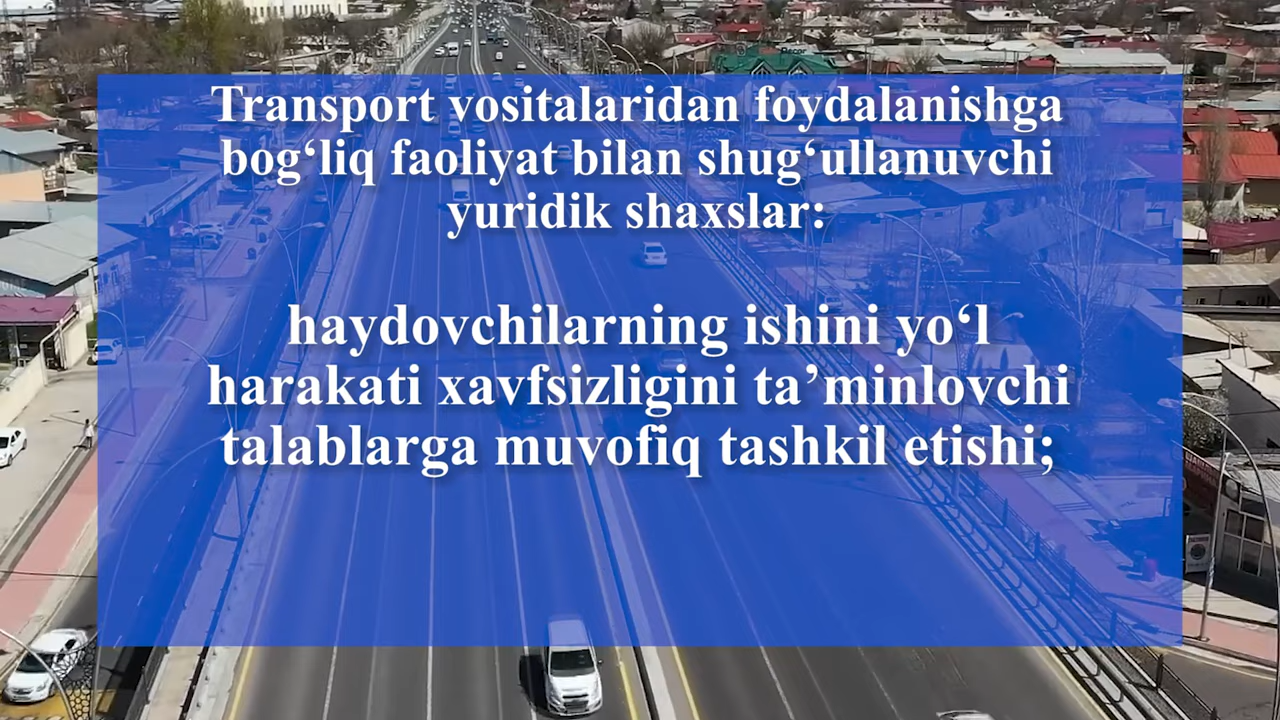 Transport vositalaridan foydalanishga
bog‘liq faoliyat bilan shug‘ullanuvchi
yuridik shaxslar:
haydovchilarning ishini yo‘l
harakati xavfsizligini ta’minlovchi
talablarga muvofiq tashkil etishi;